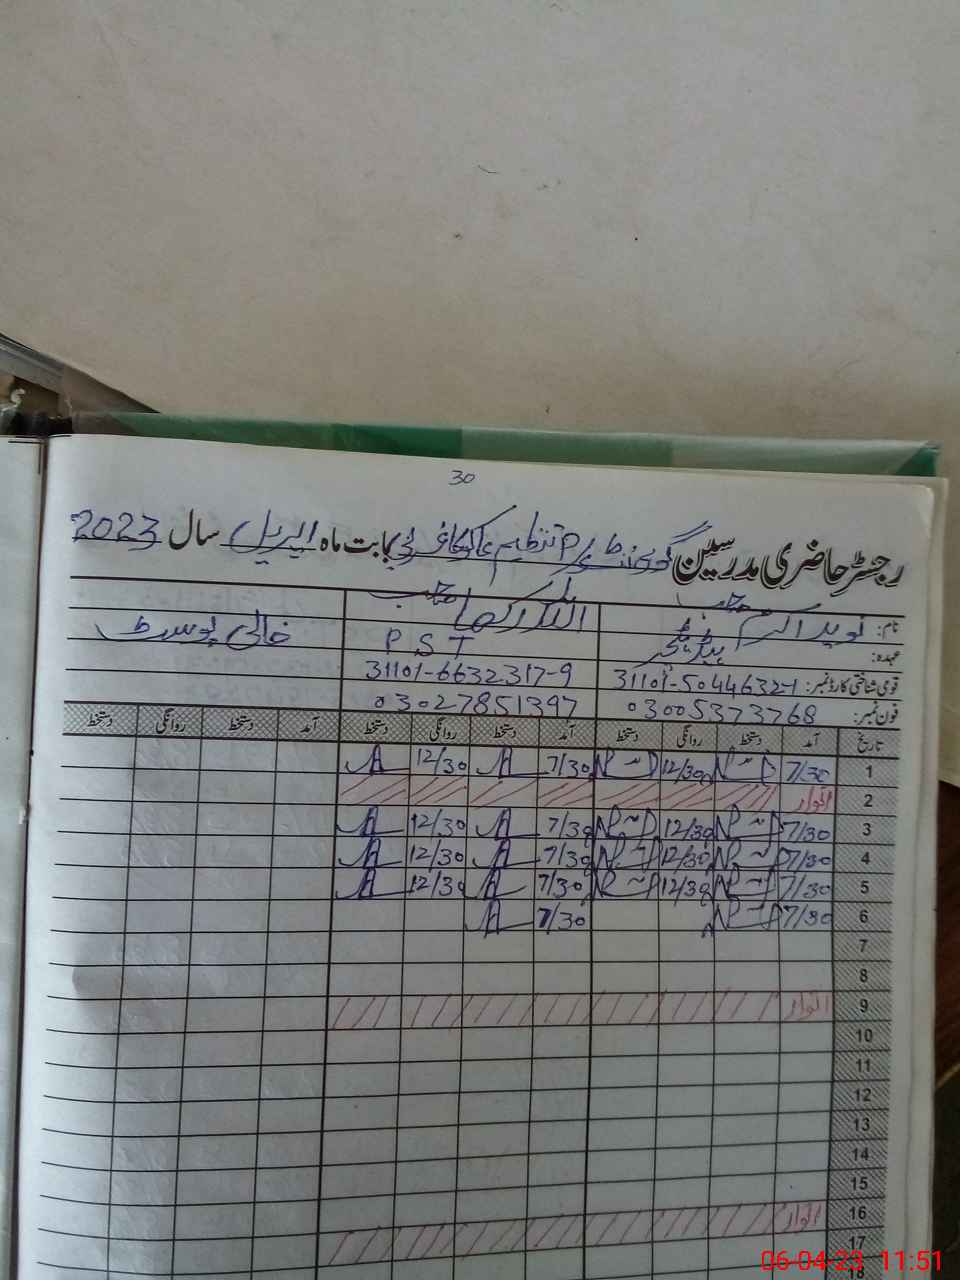 30
رجسٹر حاضری مدرسین گورنمنٹ بابت ماہ اپریل سال 2023
نام: نوید اکرم صاحب اللہ رکھا صاحب
عہدہ: ہیڈ ٹیچر P S T خالی پوسٹ
قومی شناختی کارڈ نمبر: 31101-5044632-1 31101-6632317-9
فون نمبر: 03005373768 03027851397
تاریخ آمد دستخط روانگی دستخط آمد دستخط روانگی دستخط آمد دستخط روانگی دستخط
1 7/30 12/30 7/30 12/30
2 اتوار
3 7/30 12/30 7/30 12/30
4 7/30 12/30 7/30 12/30
5 7/30 12/30 7/30 12/30
6 7/30 7/30
7
8
9 اتوار
10
11
12
13
14
15
16 اتوار
17
18
06-04-23 11:51